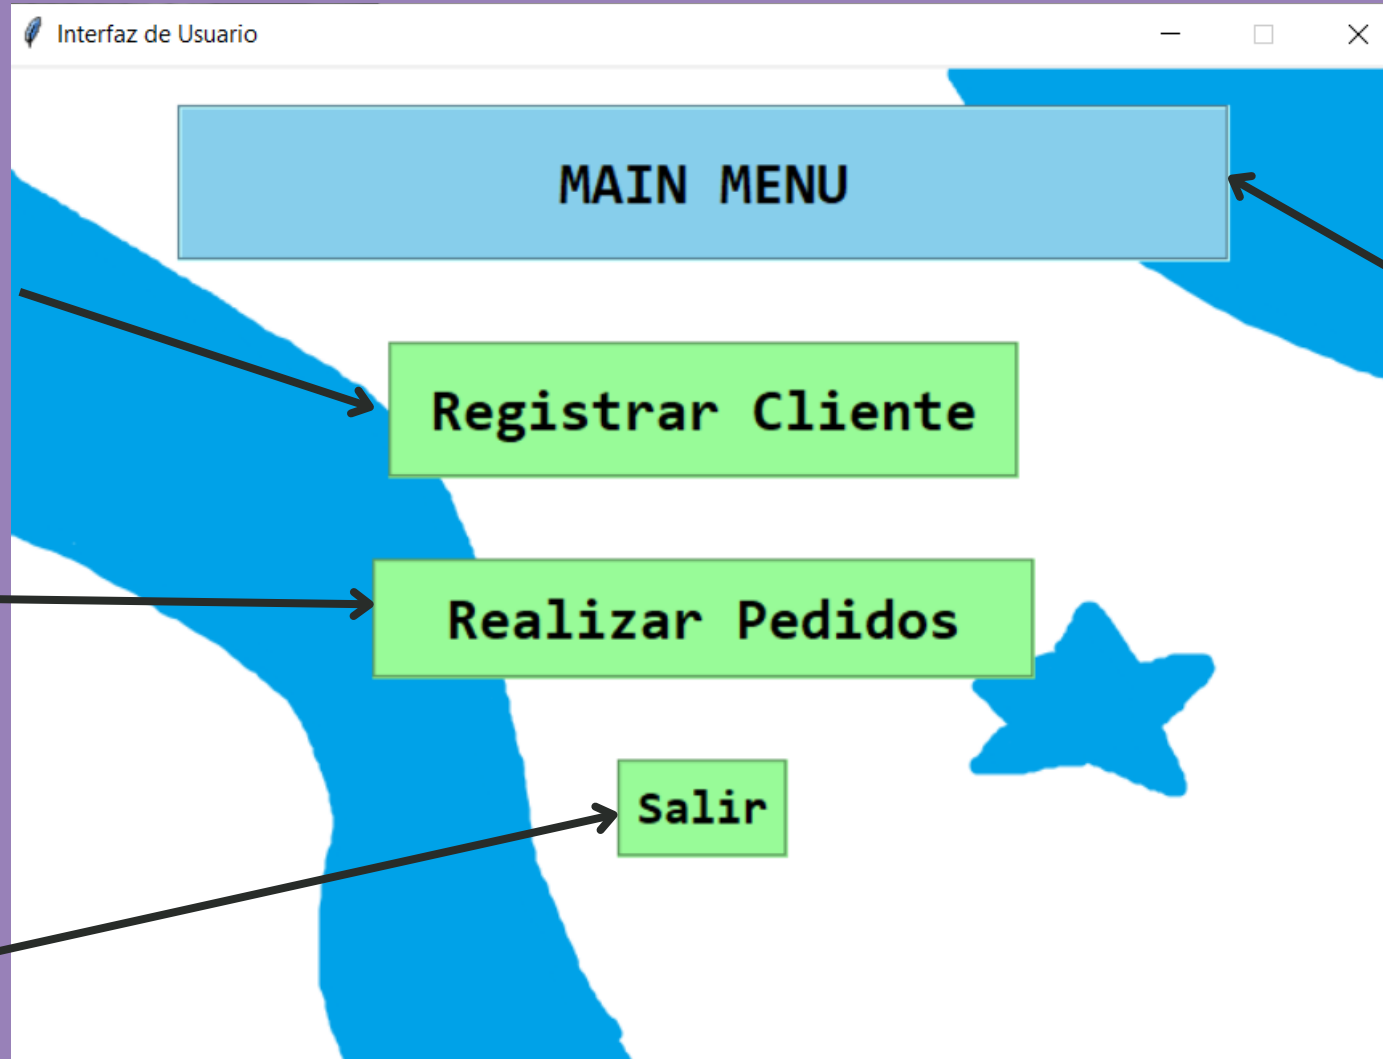 Interfaz de Usuario
MAIN MENU
Registrar Cliente
Realizar Pedidos
Salir